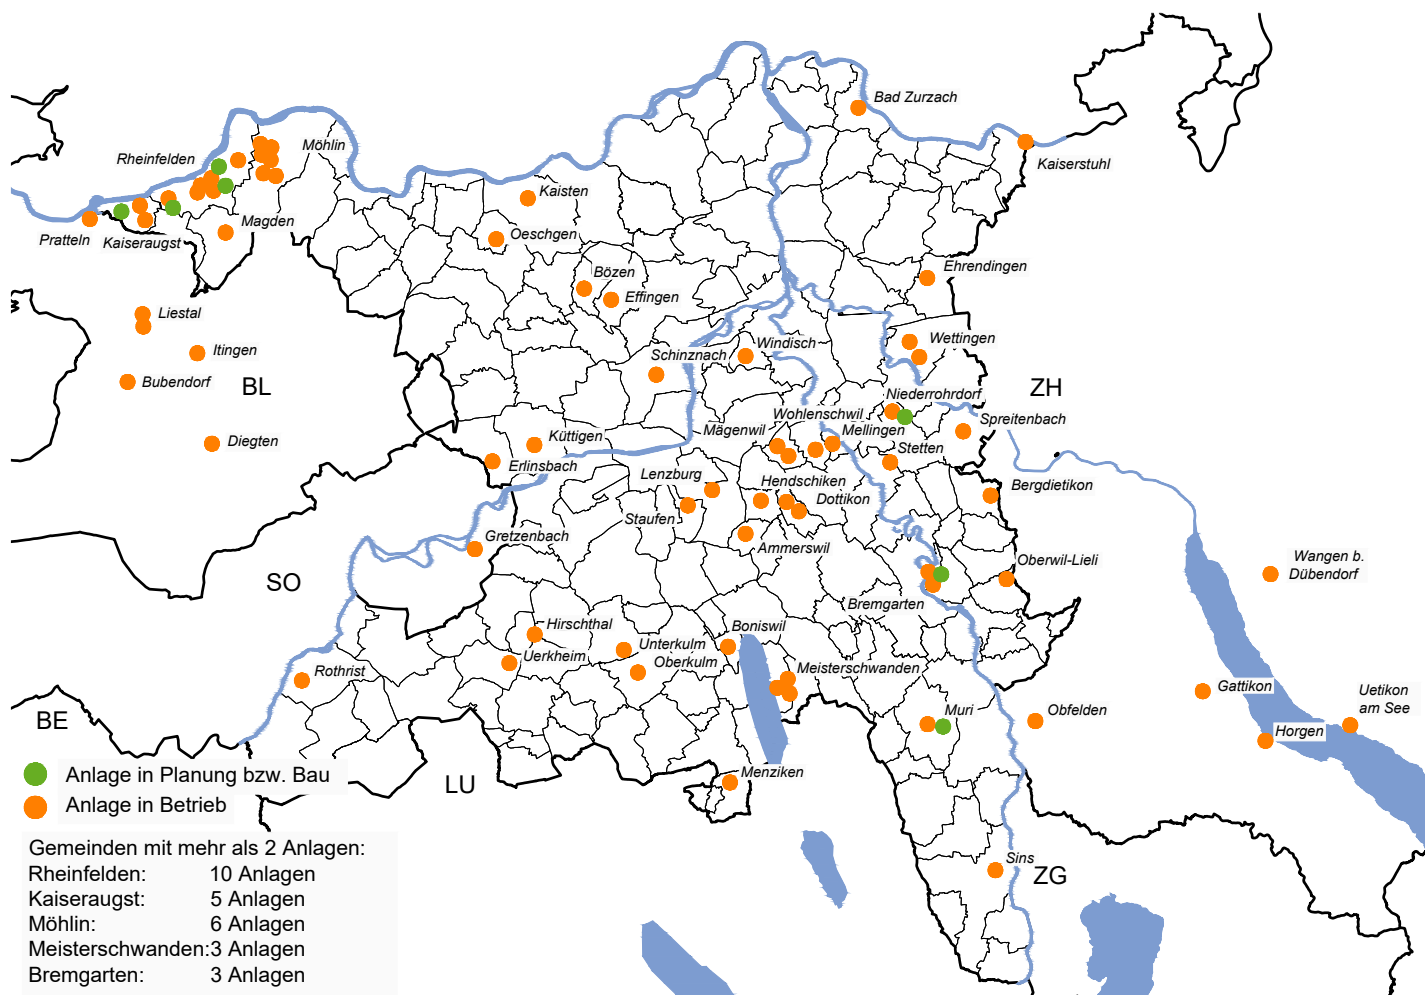 Bad Zurzach
Möhlin
Rheinfelden
Kaiserstuhl
Kaisten
Magden
Pratteln
Kaiseraugst
Oeschgen
Ehrendingen
Bözen
Effingen
Liestal
Wettingen
Windisch
Itingen
Schinznach
Bubendorf
BL
ZH
Niederrohrdorf
Wohlenschwil
Spreitenbach
Mägenwil
Mellingen
Diegten
Küttigen
Stetten
Erlinsbach
Lenzburg
Hendschiken
Bergdietikon
Dottikon
Staufen
Gretzenbach
Ammerswil
Wangen b.
Dübendorf
Oberwil-Lieli
SO
Bremgarten
Hirschthal
Boniswil
Unterkulm
Uerkheim
Oberkulm
Meisterschwanden
Rothrist
Gattikon
Uetikon
am See
Muri
Obfelden
BE
Horgen
Menziken
LU
Anlage in Planung bzw. Bau
Anlage in Betrieb
Gemeinden mit mehr als 2 Anlagen:
Rheinfelden: 10 Anlagen
Kaiseraugst: 5 Anlagen
Möhlin: 6 Anlagen
Meisterschwanden:3 Anlagen
Bremgarten: 3 Anlagen
Sins
ZG